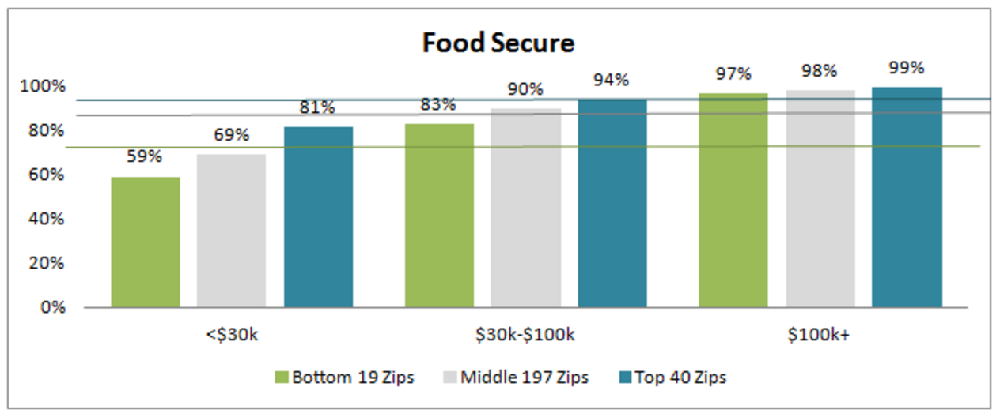 Food Secure
100%
80%
60%
40%
20%
0%
59%
69%
81%
83%
90%
94%
97%
98%
99%
<$30k
$30k-$100k
$100k+
Bottom 19 Zips
Middle 197 Zips
Top 40 Zips